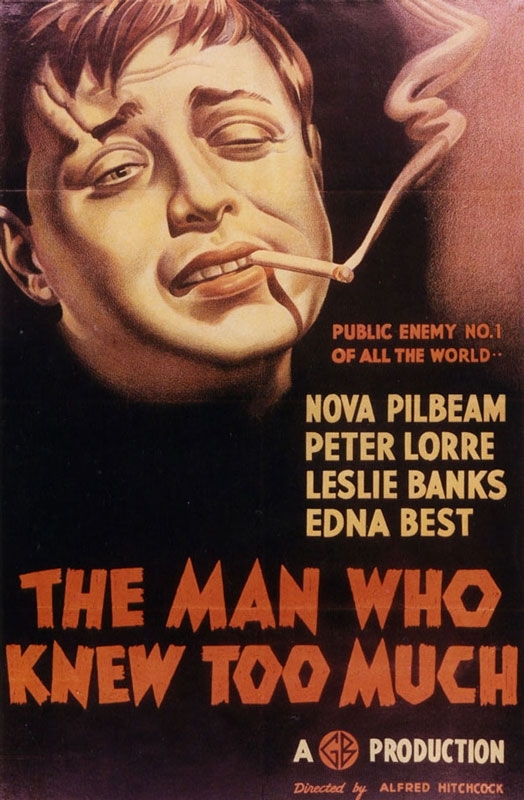 PUBLIC ENEMY NO.1
OF ALL THE WORLD··
NOVA PILBEAM
PETER LORRE
LESLIE BANKS
EDNA BEST
THE MAN WHO
KNEW TOO MUCH
A GB PRODUCTION
Directed by ALFRED HITCHCOCK